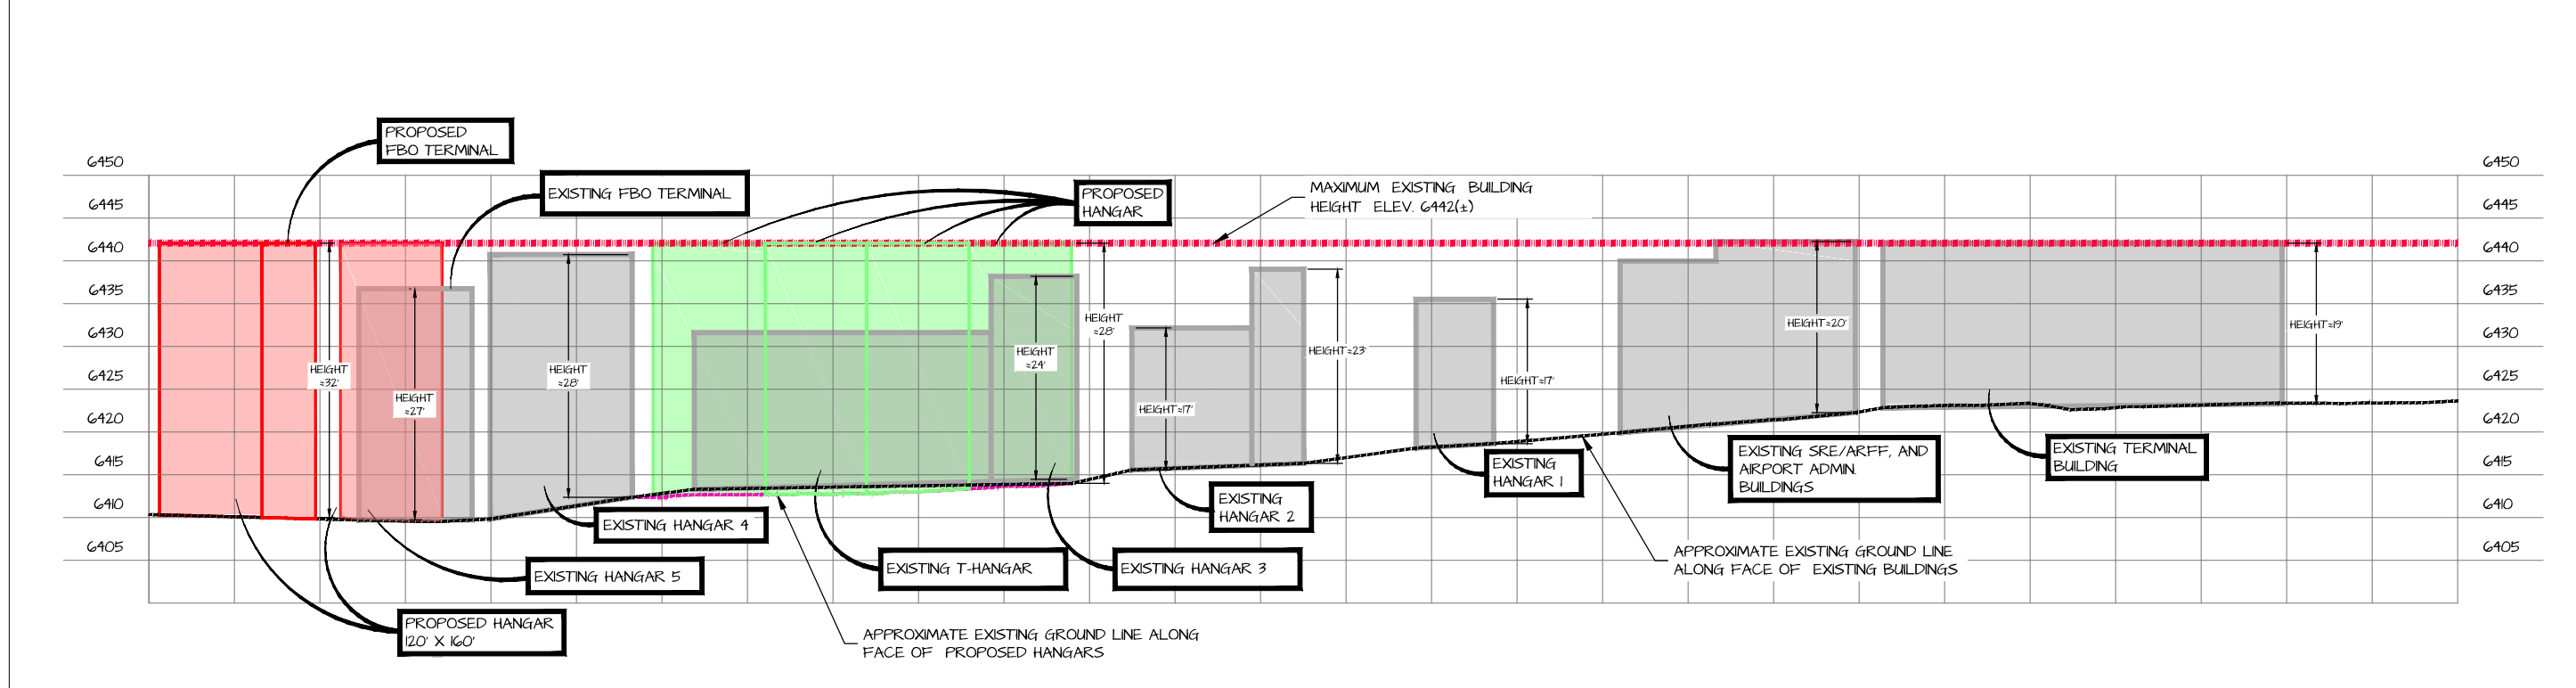 PROPOSED
FBO TERMINAL
EXISTING FBO TERMINAL
PROPOSED
HANGAR
MAXIMUM EXISTING BUILDING
HEIGHT ELEV. 6442(±)
6450
6445
6440
6435
6430
6425
6420
6415
6410
6405
6450
6445
6440
6435
6430
6425
6420
6415
6410
6405
HEIGHT
≈32'
HEIGHT
≈27'
HEIGHT
≈28'
HEIGHT
≈24'
HEIGHT
≈28'
HEIGHT≈17'
HEIGHT≈23'
HEIGHT≈17'
HEIGHT≈20'
HEIGHT≈19'
EXISTING HANGAR 4
EXISTING HANGAR 5
PROPOSED HANGAR
120' X 160'
EXISTING T-HANGAR
EXISTING HANGAR 3
EXISTING
HANGAR 2
EXISTING
HANGAR 1
EXISTING SRE/ARFF, AND
AIRPORT ADMIN.
BUILDINGS
EXISTING TERMINAL
BUILDING
APPROXIMATE EXISTING GROUND LINE ALONG
FACE OF PROPOSED HANGARS
APPROXIMATE EXISTING GROUND LINE
ALONG FACE OF EXISTING BUILDINGS